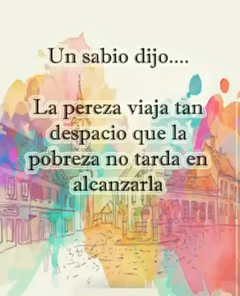 Un sabio dijo....
La pereza viaja tan
despacio que la
pobreza no tarda en
alcanzarla